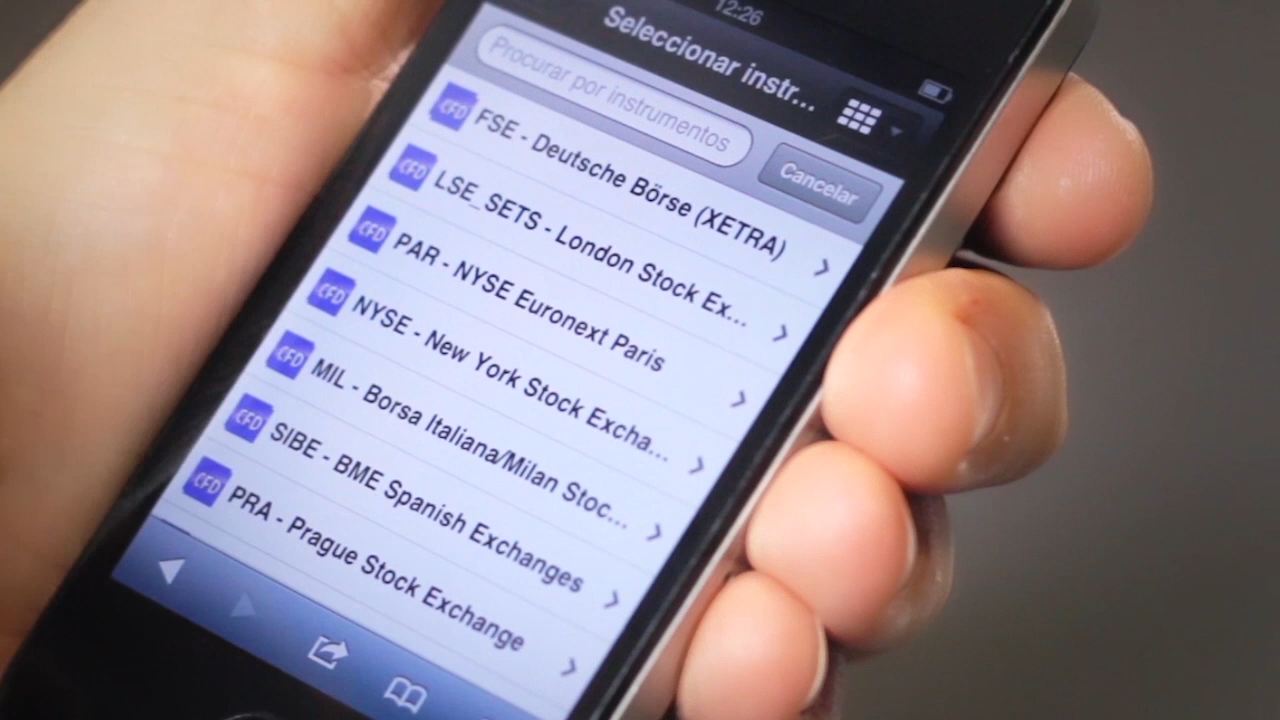 12:26
Seleccionar instr...
Procurar por instrumentos
Cancelar
CFD FSE - Deutsche Börse (XETRA)
CFD LSE_SETS - London Stock Ex...
CFD PAR - NYSE Euronext Paris
CFD NYSE - New York Stock Excha...
CFD MIL - Borsa Italiana/Milan Stoc...
CFD SIBE - BME Spanish Exchanges
CFD PRA - Prague Stock Exchange